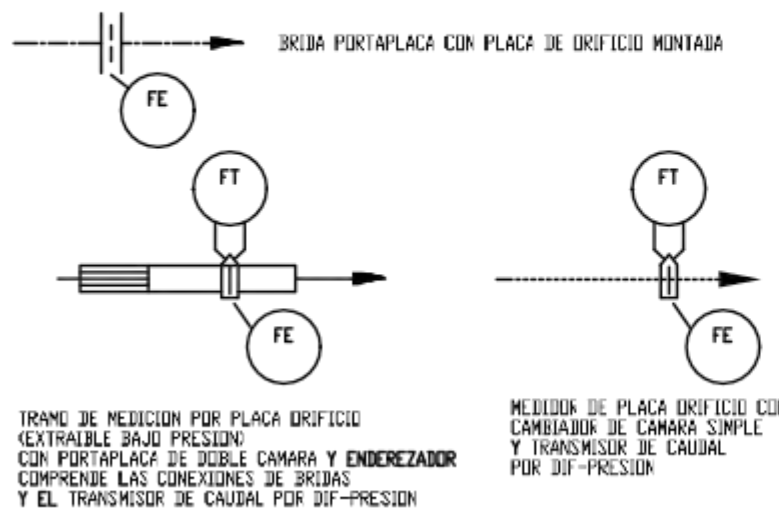 BRIDA PORTAPLACA CON PLACA DE ORIFICIO MONTADA
FE
FT
FE
TRAMO DE MEDICION POR PLACA ORIFICIO
(EXTRAIBLE BAJO PRESION)
CON PORTAPLACA DE DOBLE CAMARA Y ENDEREZADOR
COMPRENDE LAS CONEXIONES DE BRIDAS
Y EL TRANSMISOR DE CAUDAL POR DIF-PRESION
FT
FE
MEDIDOR DE PLACA ORIFICIO CO
CAMBIADOR DE CAMARA SIMPLE
Y TRANSMISOR DE CAUDAL
POR DIF-PRESION